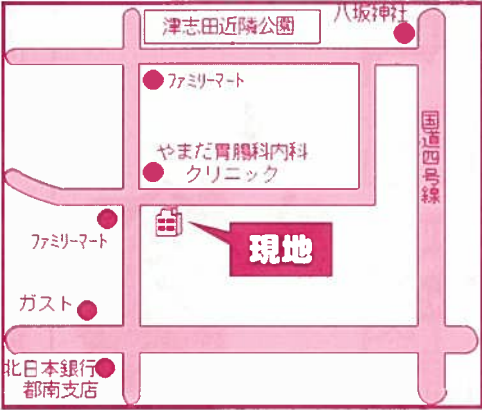 八坂神社
津志田近隣公園
ファミリーマート
国道四号線
やまだ胃腸科内科
クリニック
ファミリーマート
現地
ガスト
北日本銀行
都南支店